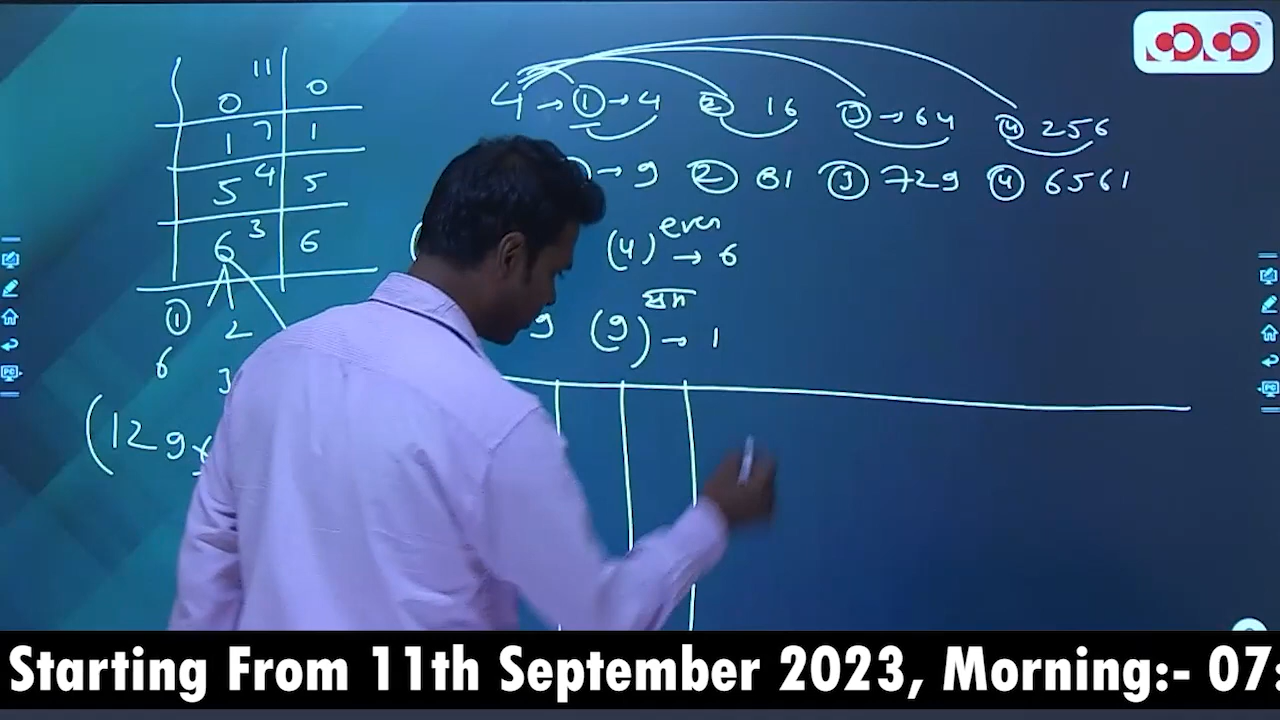 11
0 0
1 7 1
5 4 5
6 3 6
① 2
6
3
(129x
4 → ① → 4 ② 16 ③ → 64 ④ 256
→ 9 ② 81 ③ 729 ④ 6561
(4)^even → 6
9 (9)^सम → 1
Starting From 11th September 2023, Morning:- 07: